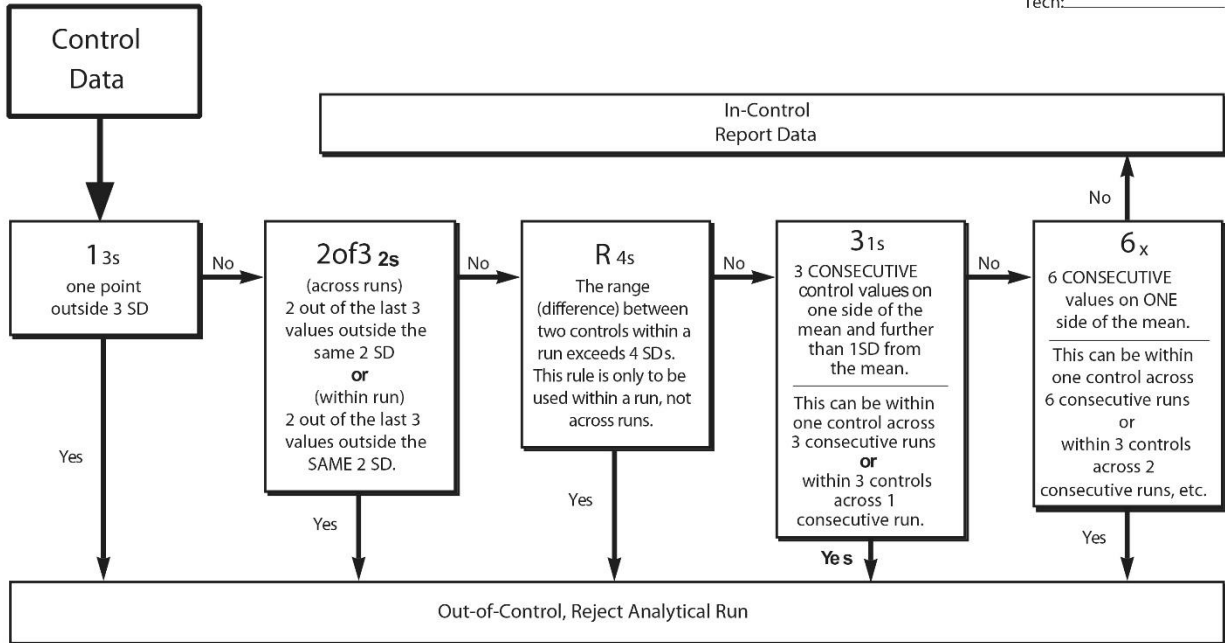 Tech:
Control
Data
In-Control
Report Data
No
1 3s
one point
outside 3 SD
No
2of3 2s
(across runs)
2 out of the last 3
values outside the
same 2 SD
or
(within run)
2 out of the last 3
values outside the
SAME 2 SD.
No
R 4s
The range
(difference) between
two controls within a
run exceeds 4 SDs.
This rule is only to be
used within a run, not
across runs.
No
3 1s
3 CONSECUTIVE
control values on
one side of the
mean and further
than 1SD from
the mean.
This can be within
one control across
3 consecutive runs
or
within 3 controls
across 1
consecutive run.
No
6 x
6 CONSECUTIVE
values on ONE
side of the mean.
This can be within
one control across
6 consecutive runs
or
within 3 controls
across 2
consecutive runs, etc.
Yes
Yes
Yes
Yes
Yes
Out-of-Control, Reject Analytical Run